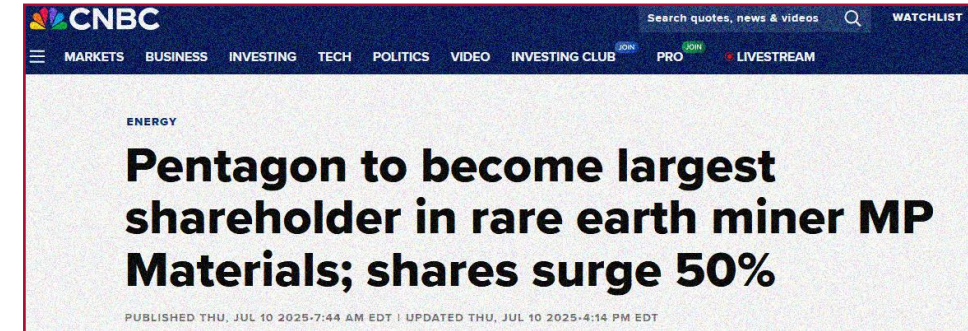 CNBC
Search quotes, news & videos
WATCHLIST
MARKETS BUSINESS INVESTING TECH POLITICS VIDEO INVESTING CLUB JOIN PRO JOIN LIVESTREAM
ENERGY
Pentagon to become largest
shareholder in rare earth miner MP
Materials; shares surge 50%
PUBLISHED THU, JUL 10 2025•7:44 AM EDT | UPDATED THU, JUL 10 2025•4:14 PM EDT